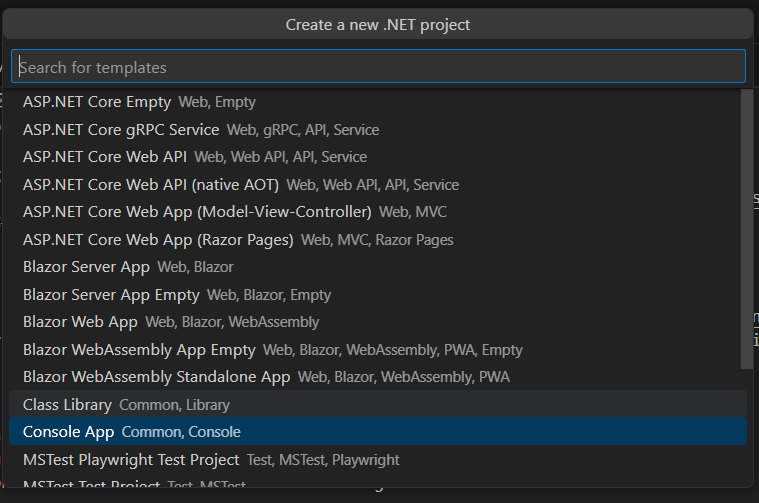 Create a new .NET project
Search for templates
ASP.NET Core Empty Web, Empty
ASP.NET Core gRPC Service Web, gRPC, API, Service
ASP.NET Core Web API Web, Web API, API, Service
ASP.NET Core Web API (native AOT) Web, Web API, API, Service
ASP.NET Core Web App (Model-View-Controller) Web, MVC
ASP.NET Core Web App (Razor Pages) Web, MVC, Razor Pages
Blazor Server App Web, Blazor
Blazor Server App Empty Web, Blazor, Empty
Blazor Web App Web, Blazor, WebAssembly
Blazor WebAssembly App Empty Web, Blazor, WebAssembly, PWA, Empty
Blazor WebAssembly Standalone App Web, Blazor, WebAssembly, PWA
Class Library Common, Library
Console App Common, Console
MSTest Playwright Test Project Test, MSTest, Playwright
MSTest Test Project Test, MSTest